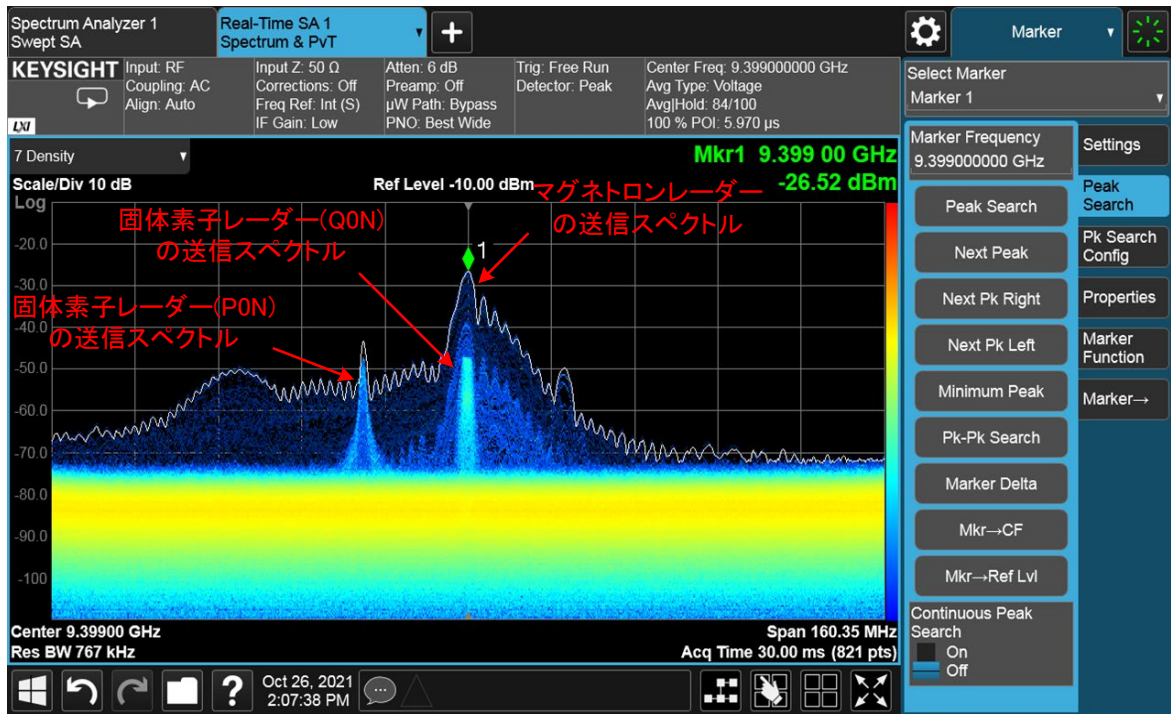 Spectrum Analyzer 1
Swept SA
Real-Time SA 1
Spectrum & PvT
+
Marker
KEYSIGHT
LXI
Input: RF
Coupling: AC
Align: Auto
Input Z: 50 Ω
Corrections: Off
Freq Ref: Int (S)
IF Gain: Low
Atten: 6 dB
Preamp: Off
µW Path: Bypass
PNO: Best Wide
Trig: Free Run
Detector: Peak
Center Freq: 9.399000000 GHz
Avg Type: Voltage
Avg|Hold: 84/100
100 % POI: 5.970 µs
Select Marker
Marker 1
7 Density
Mkr1 9.399 00 GHz
-26.52 dBm
Scale/Div 10 dB
Ref Level -10.00 dBm
Log
-20.0
-30.0
-40.0
-50.0
-60.0
-70.0
-80.0
-90.0
-100
固体素子レーダー(Q0N)
の送信スペクトル
マグネトロンレーダー
の送信スペクトル
固体素子レーダー(P0N)
の送信スペクトル
1
Center 9.39900 GHz
Res BW 767 kHz
Span 160.35 MHz
Acq Time 30.00 ms (821 pts)
Marker Frequency
9.399000000 GHz
Peak Search
Next Peak
Next Pk Right
Next Pk Left
Minimum Peak
Pk-Pk Search
Marker Delta
Mkr→CF
Mkr→Ref Lvl
Continuous Peak
Search
On
Off
Settings
Peak
Search
Pk Search
Config
Properties
Marker
Function
Marker→
?
Oct 26, 2021
2:07:38 PM